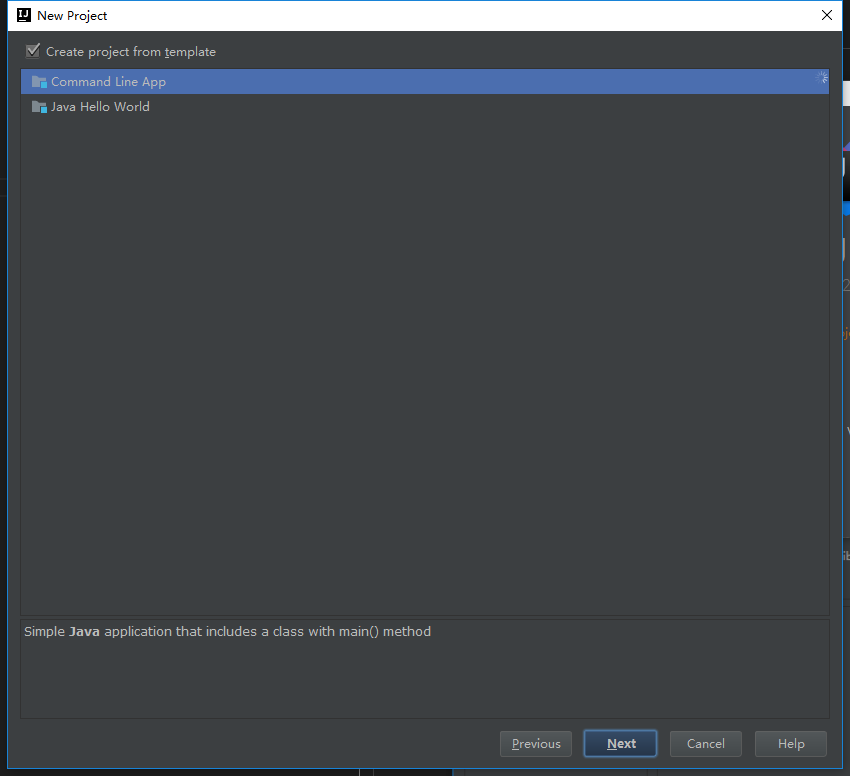 New Project
Create project from template
Command Line App
Java Hello World
Simple Java application that includes a class with main() method
Previous
Next
Cancel
Help